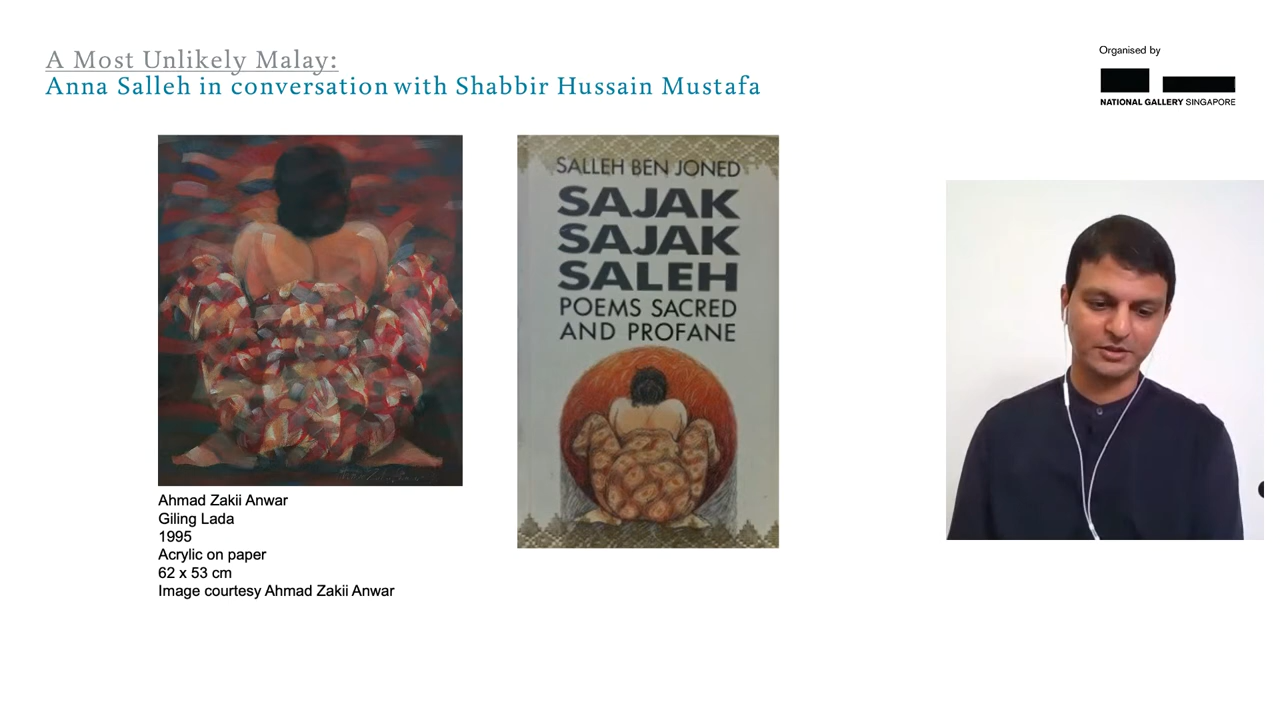 A Most Unlikely Malay:
Anna Salleh in conversation with Shabbir Hussain Mustafa
Organised by
NATIONAL GALLERY SINGAPORE
SALLEH BEN JONED
SAJAK
SAJAK
SALEH
POEMS SACRED
AND PROFANE
Ahmad Zakii Anwar
Giling Lada
1995
Acrylic on paper
62 x 53 cm
Image courtesy Ahmad Zakii Anwar